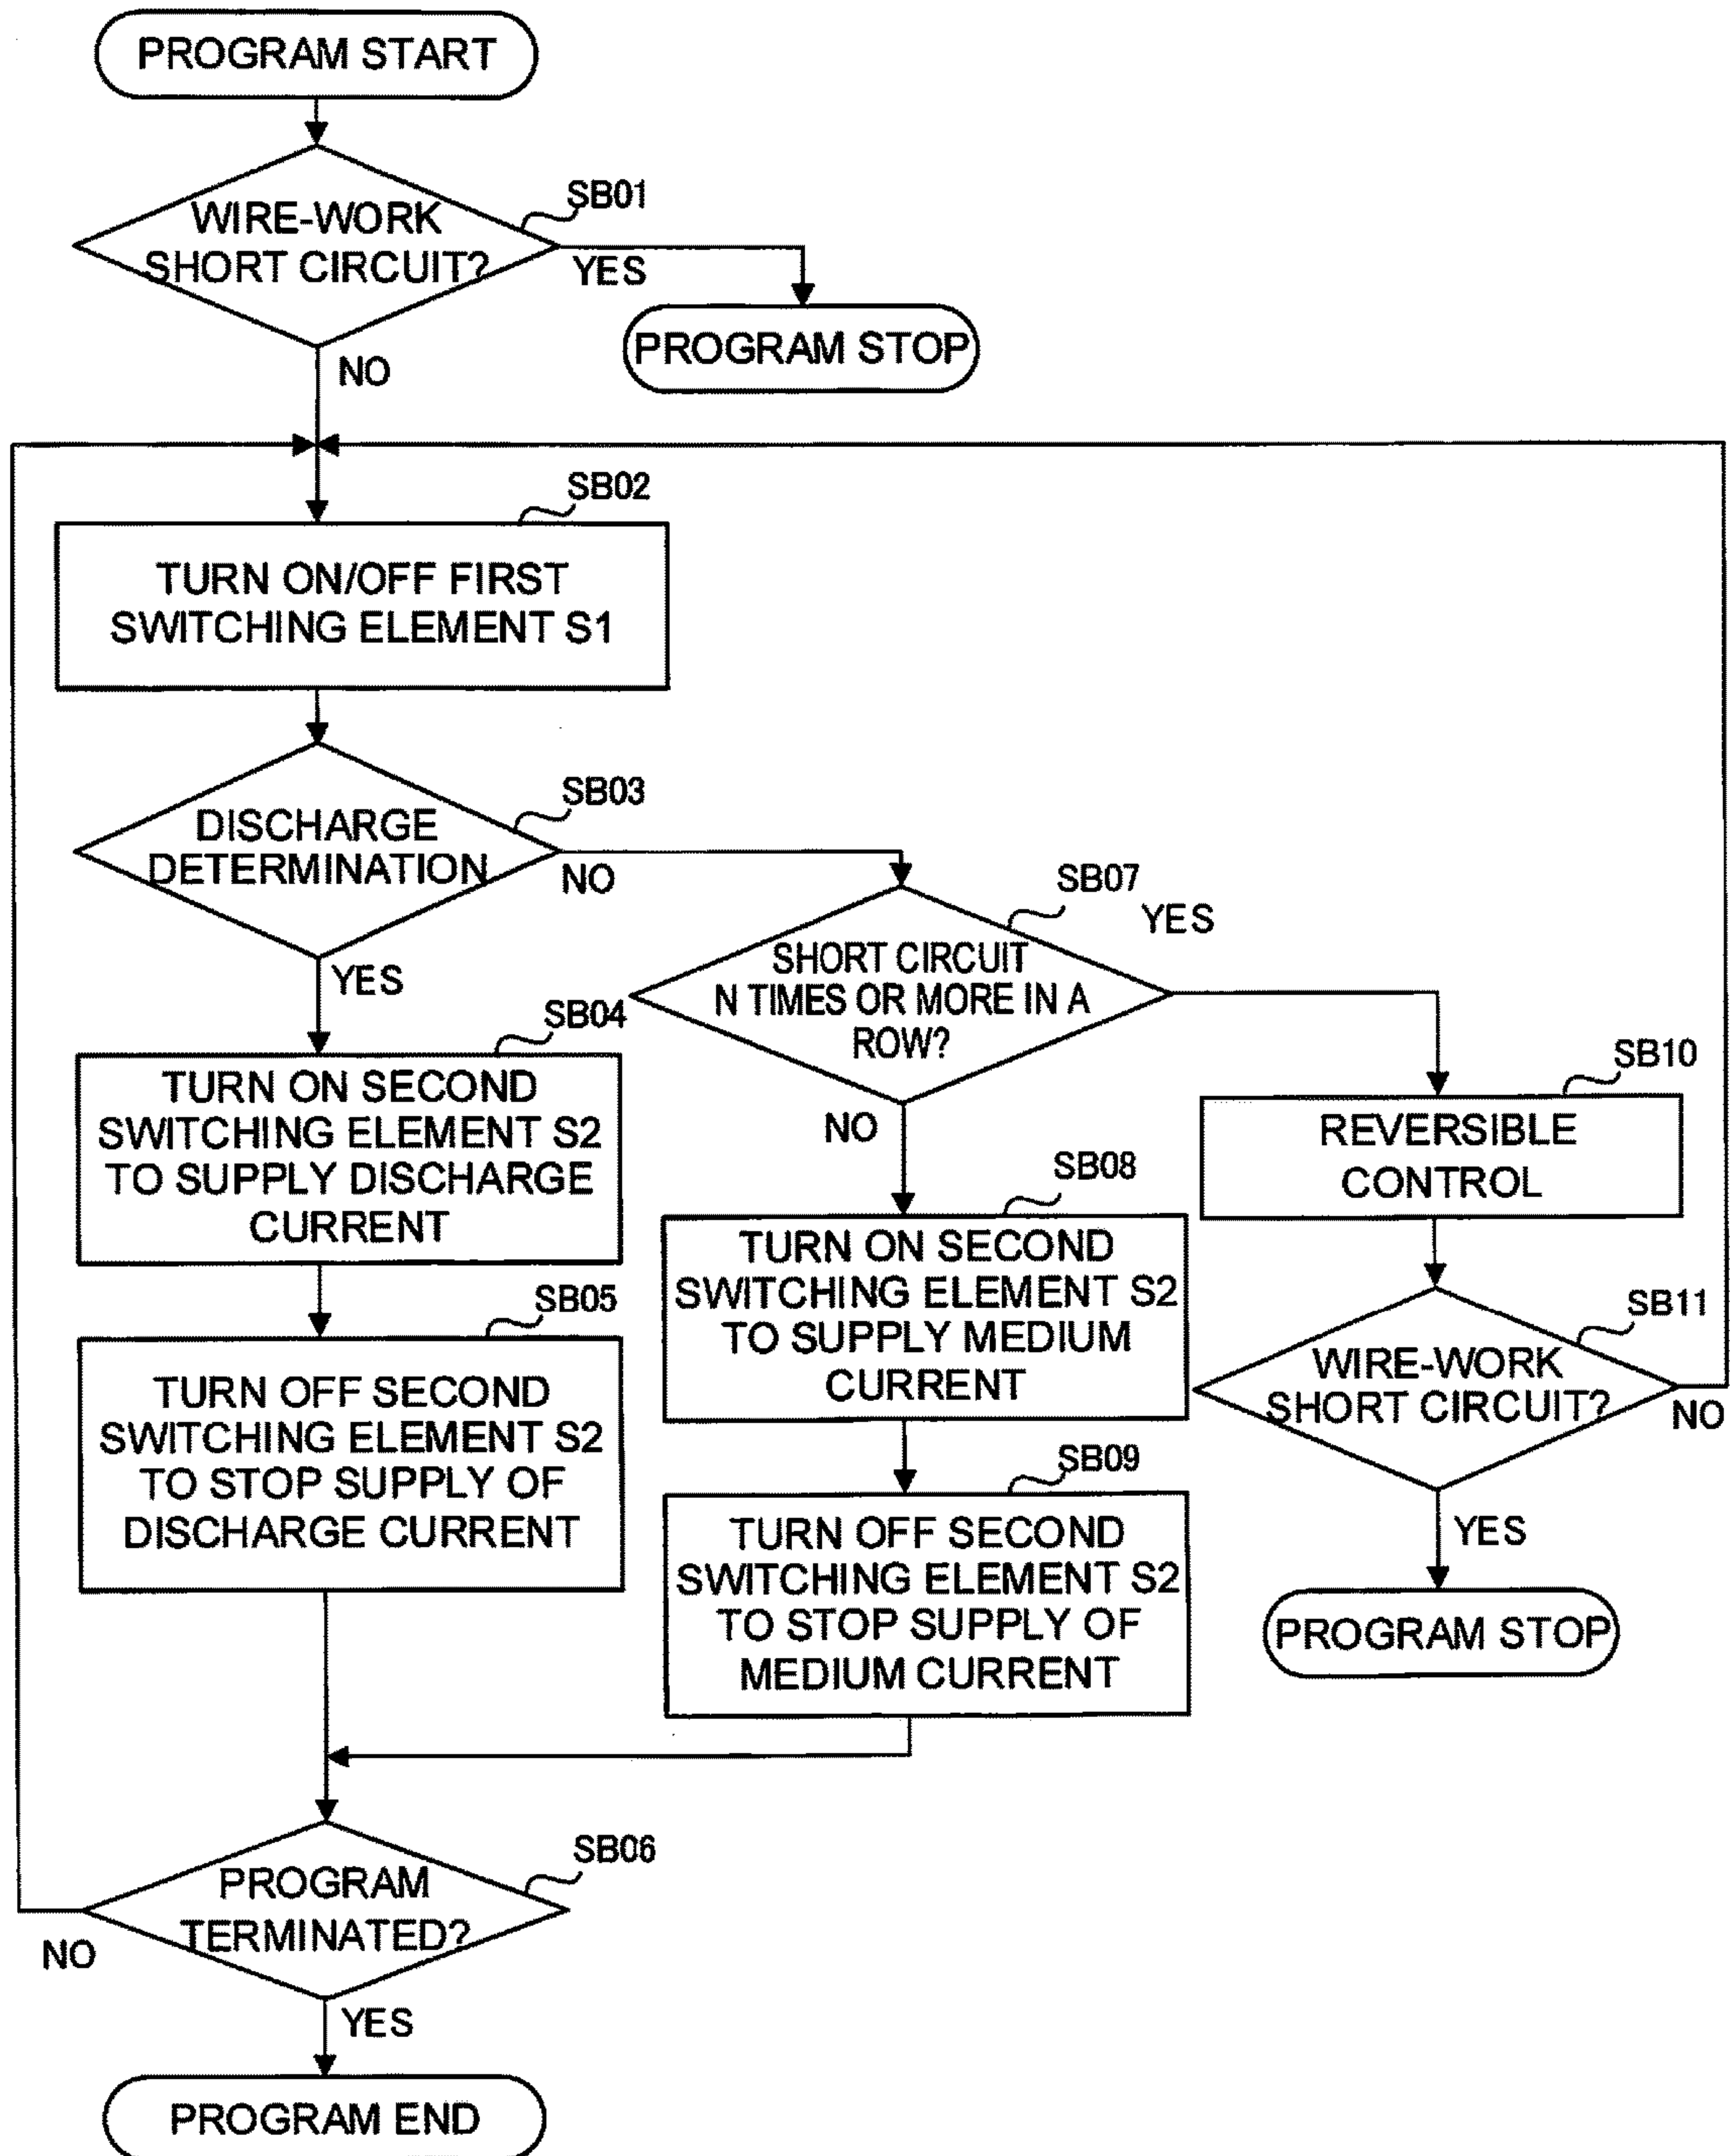 PROGRAM START
SB01
WIRE-WORK
SHORT CIRCUIT?
YES
PROGRAM STOP
NO
SB02
TURN ON/OFF FIRST
SWITCHING ELEMENT S1
SB03
DISCHARGE
DETERMINATION
NO
YES
SB07
YES
SHORT CIRCUIT
N TIMES OR MORE IN A
ROW?
NO
SB04
TURN ON SECOND
SWITCHING ELEMENT S2
TO SUPPLY DISCHARGE
CURRENT
SB05
TURN OFF SECOND
SWITCHING ELEMENT S2
TO STOP SUPPLY OF
DISCHARGE CURRENT
SB08
TURN ON SECOND
SWITCHING ELEMENT S2
TO SUPPLY MEDIUM
CURRENT
SB09
TURN OFF SECOND
SWITCHING ELEMENT S2
TO STOP SUPPLY OF
MEDIUM CURRENT
SB10
REVERSIBLE
CONTROL
SB11
WIRE-WORK
SHORT CIRCUIT?
NO
YES
PROGRAM STOP
SB06
PROGRAM
TERMINATED?
NO
YES
PROGRAM END